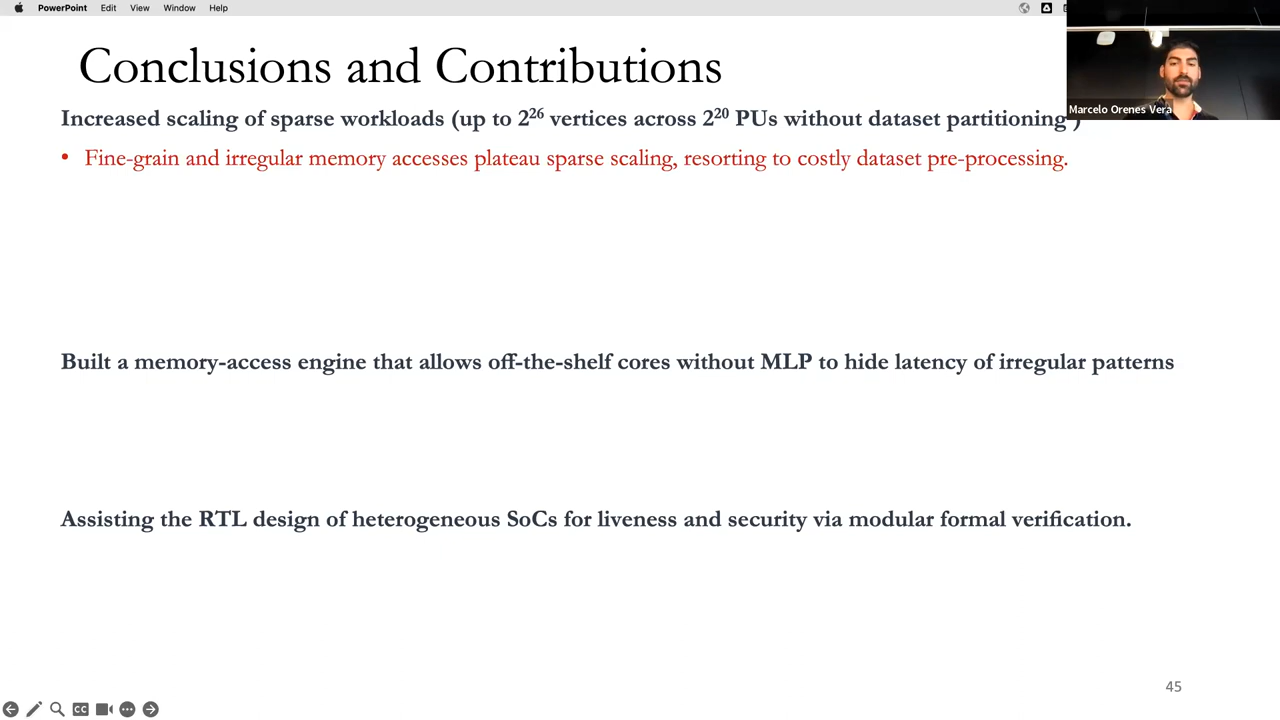 PowerPoint Edit View Window Help
Conclusions and Contributions
Marcelo Orenes Vera
Increased scaling of sparse workloads (up to 2²⁶ vertices across 2²⁰ PUs without dataset partitioning )
• Fine-grain and irregular memory accesses plateau sparse scaling, resorting to costly dataset pre-processing.
Built a memory-access engine that allows off-the-shelf cores without MLP to hide latency of irregular patterns
Assisting the RTL design of heterogeneous SoCs for liveness and security via modular formal verification.
45
CC